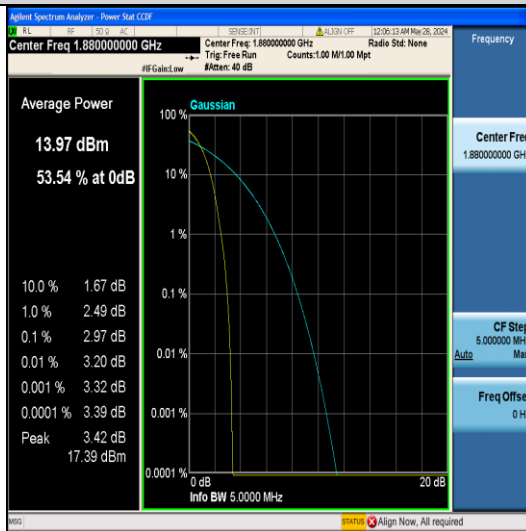 Agilent Spectrum Analyzer - Power Stat CCDF
RL RF 50 Ω AC SENSE:INT ALIGN OFF 12:06:13 AM May 28, 2024
Center Freq 1.880000000 GHz
Center Freq: 1.880000000 GHz Radio Std: None
Trig: Free Run Counts:1.00 M/1.00 Mpt
#IFGain:Low #Atten: 40 dB
Frequency
Average Power
13.97 dBm
53.54 % at 0dB
10.0 % 1.67 dB
1.0 % 2.49 dB
0.1 % 2.97 dB
0.01 % 3.20 dB
0.001 % 3.32 dB
0.0001 % 3.39 dB
Peak 3.42 dB
17.39 dBm
Gaussian
100 %
10 %
1 %
0.1 %
0.01 %
0.001 %
0.0001 %
0 dB 20 dB
Info BW 5.0000 MHz
Center Fre
1.880000000 GH
CF Ste
5.000000 MH
Auto Ma
Freq Offse
0 H
MSG STATUS Align Now, All required